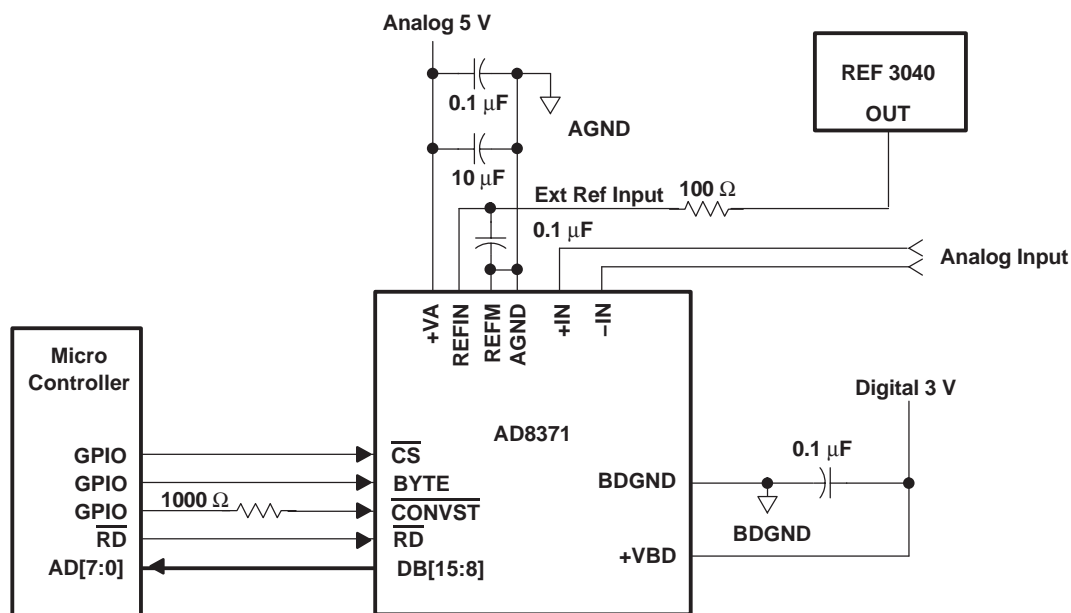 Analog 5 V
0.1 μF
AGND
10 μF
REF 3040
OUT
Ext Ref Input
100 Ω
0.1 μF
Analog Input
+VA
REFIN
REFM
AGND
+IN
–IN
Micro
Controller
GPIO
GPIO
GPIO
RD
AD[7:0]
1000 Ω
AD8371
CS
BYTE
CONVST
RD
DB[15:8]
BDGND
+VBD
Digital 3 V
0.1 μF
BDGND